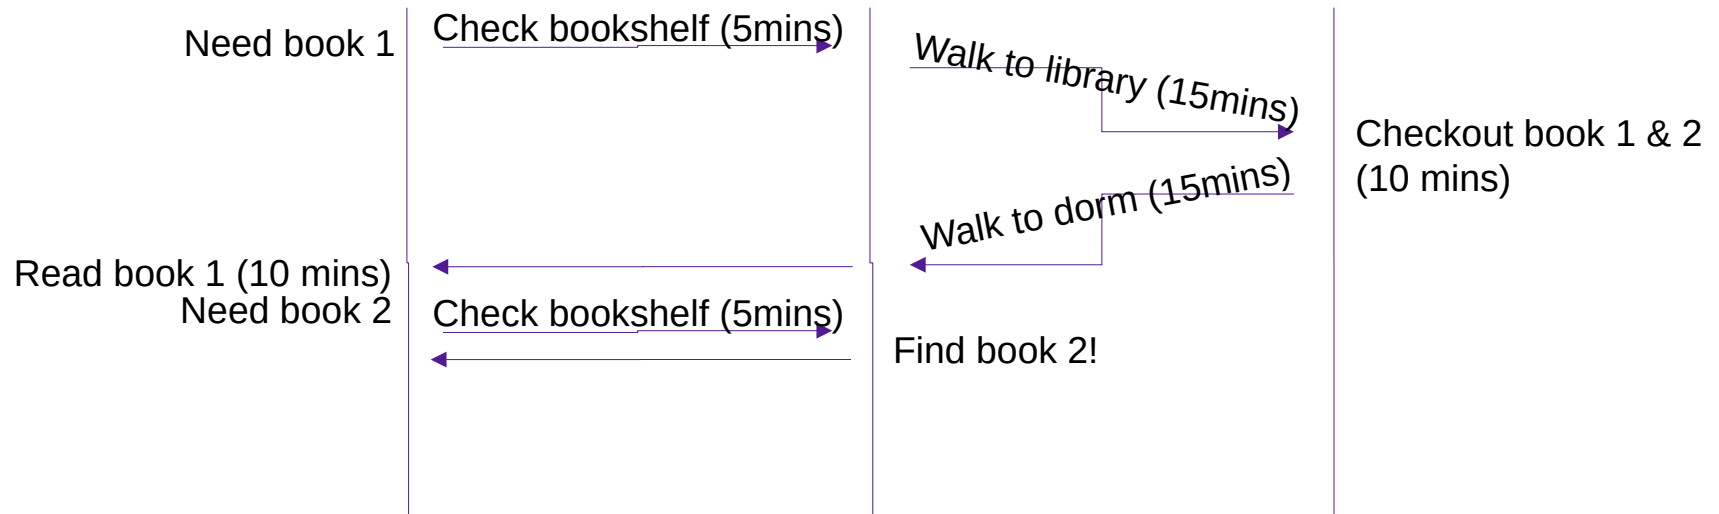 Need book 1
Check bookshelf (5mins)
Walk to library (15mins)
Checkout book 1 & 2
(10 mins)
Walk to dorm (15mins)
Read book 1 (10 mins)
Need book 2
Check bookshelf (5mins)
Find book 2!